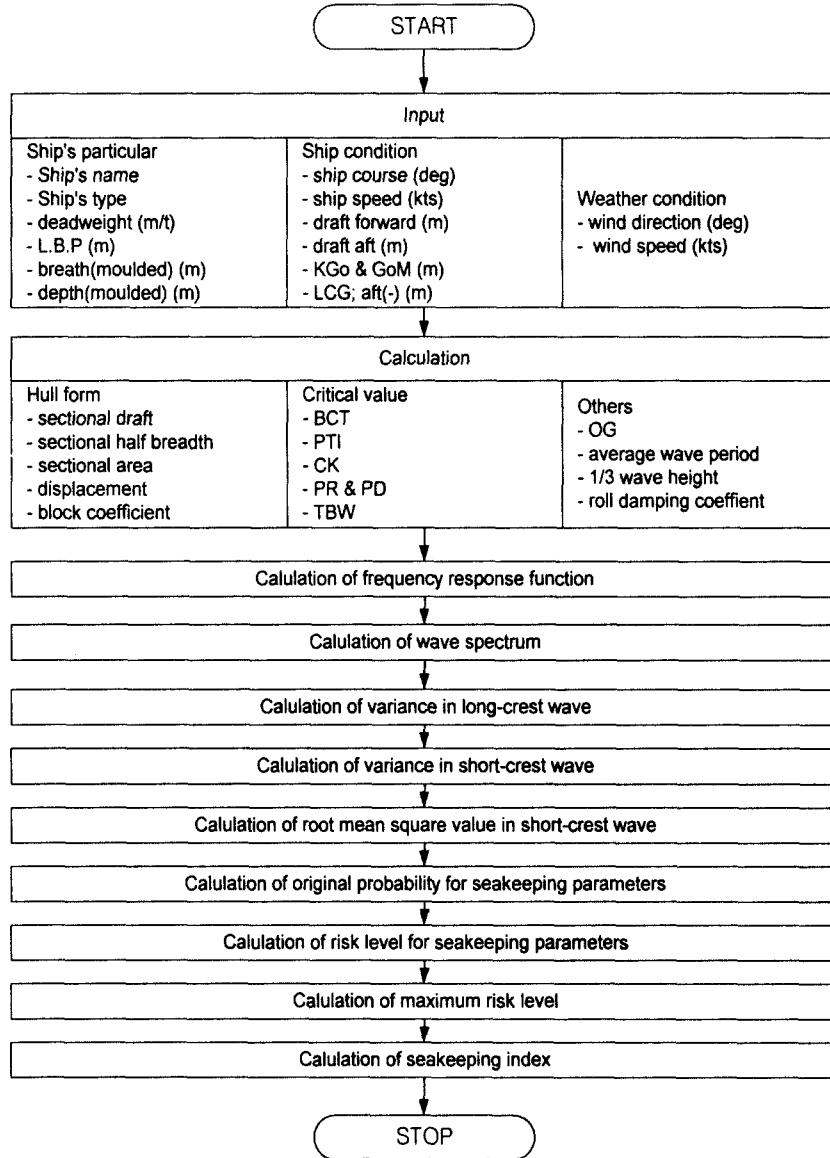 START
Input
Ship's particular
- Ship's name
- Ship's type
- deadweight (m/t)
- L.B.P (m)
- breath(moulded) (m)
- depth(moulded) (m)
Ship condition
- ship course (deg)
- ship speed (kts)
- draft forward (m)
- draft aft (m)
- KGo & GoM (m)
- LCG; aft(-) (m)
Weather condition
- wind direction (deg)
- wind speed (kts)
Calculation
Hull form
- sectional draft
- sectional half breadth
- sectional area
- displacement
- block coefficient
Critical value
- BCT
- PTI
- CK
- PR & PD
- TBW
Others
- OG
- average wave period
- 1/3 wave height
- roll damping coeffient
Calulation of frequency response function
Calulation of wave spectrum
Calulation of variance in long-crest wave
Calulation of variance in short-crest wave
Calulation of root mean square value in short-crest wave
Calulation of original probability for seakeeping parameters
Calulation of risk level for seakeeping parameters
Calulation of maximum risk level
Calulation of seakeeping index
STOP